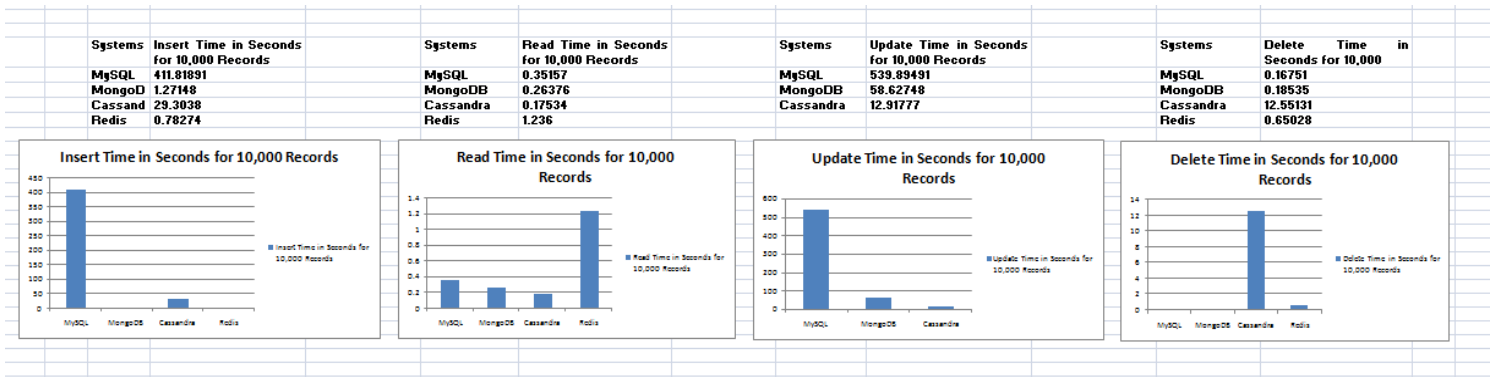 Systems Insert Time in Seconds
for 10,000 Records
MySQL 411.81891
MongoD 1.27148
Cassand 29.3038
Redis 0.78274
Systems Read Time in Seconds
for 10,000 Records
MySQL 0.35157
MongoDB 0.26376
Cassandra 0.17534
Redis 1.236
Systems Update Time in Seconds
for 10,000 Records
MySQL 539.89491
MongoDB 58.62748
Cassandra 12.91777
Systems Delete Time in
Seconds for 10,000
MySQL 0.16751
MongoDB 0.18535
Cassandra 12.55131
Redis 0.65028
Insert Time in Seconds for 10,000 Records
450
400
350
300
250
200
150
100
50
0
MySQL MongoDB Cassandra Redis
Insert Time in Seconds for
10,000 Records
Read Time in Seconds for 10,000
Records
1.4
1.2
1
0.8
0.6
0.4
0.2
0
MySQL MongoDB Cassandra Redis
Read Time in Seconds for
10,000 Records
Update Time in Seconds for 10,000
Records
600
500
400
300
200
100
0
MySQL MongoDB Cassandra
Update Time in Seconds for
10,000 Records
Delete Time in Seconds for 10,000
Records
14
12
10
8
6
4
2
0
MySQL MongoDB Cassandra Redis
Delete Time in Seconds for
10,000 Records